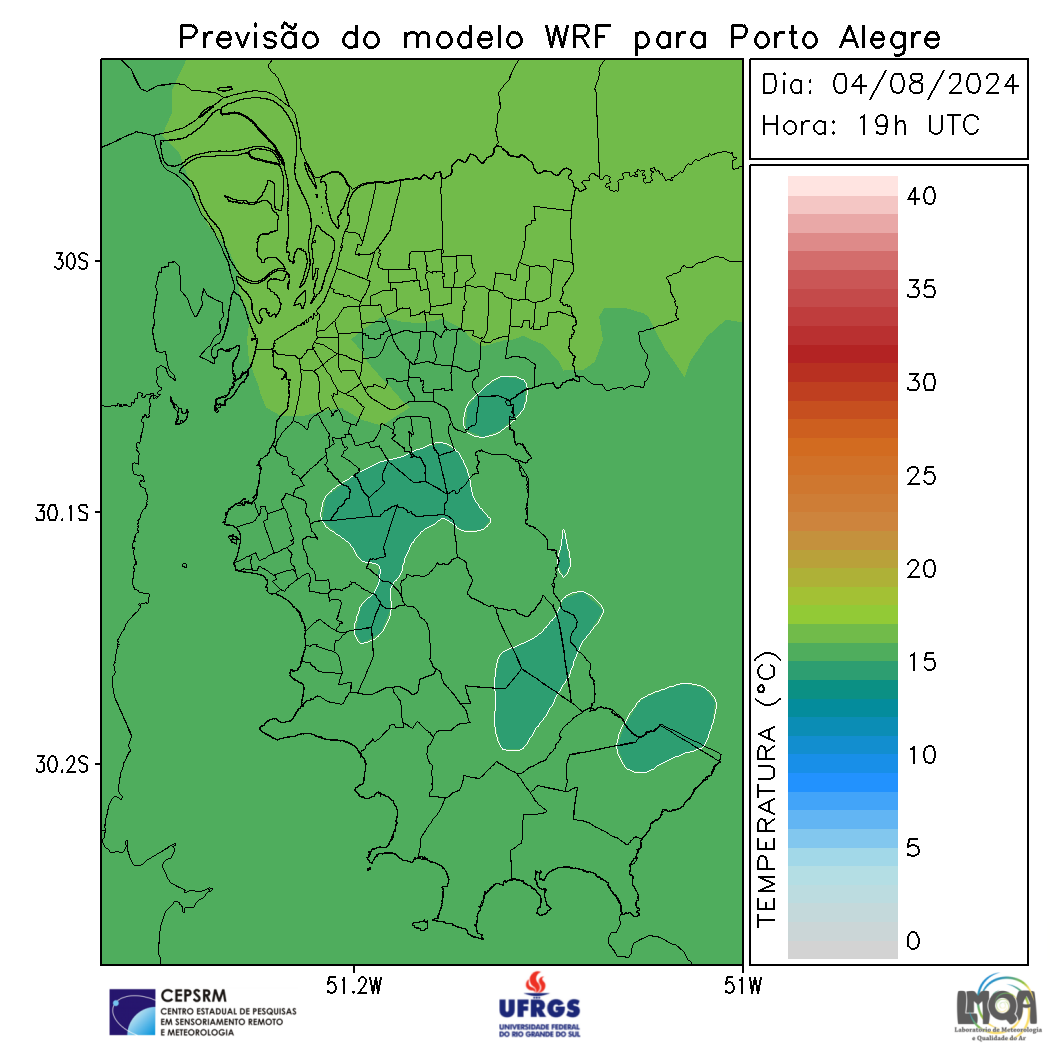 Previsão do modelo WRF para Porto Alegre
Dia: 04/08/2024
Hora: 19h UTC
40
35
30
25
20
15
10
5
0
TEMPERATURA (°C)
30S
30.1S
30.2S
51.2W
51W
CEPSRM
CENTRO ESTADUAL DE PESQUISAS
EM SENSORIAMENTO REMOTO
E METEOROLOGIA
UFRGS
UNIVERSIDADE FEDERAL
DO RIO GRANDE DO SUL
LMQA
Laboratório de Meteorologia
e Qualidade do Ar